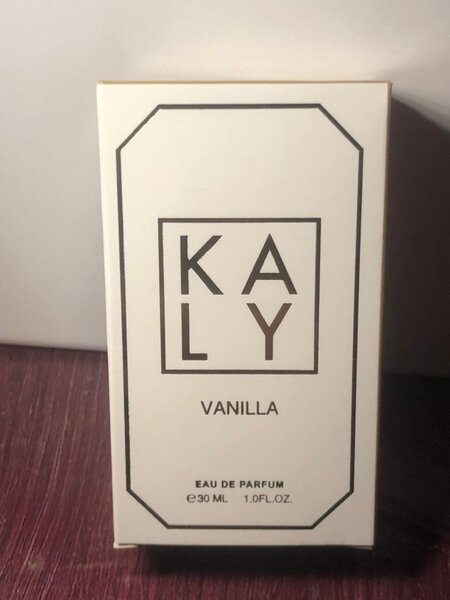 KA
LY
VANILLA
EAU DE PARFUM
℮30 ML 1.0FL.OZ.